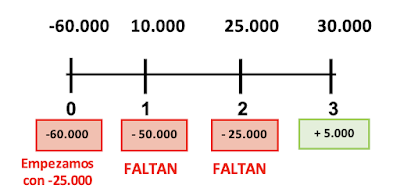 -60.000 10.000 25.000 30.000
0 1 2 3
-60.000 - 50.000 - 25.000 + 5.000
Empezamos
con -25.000
FALTAN FALTAN